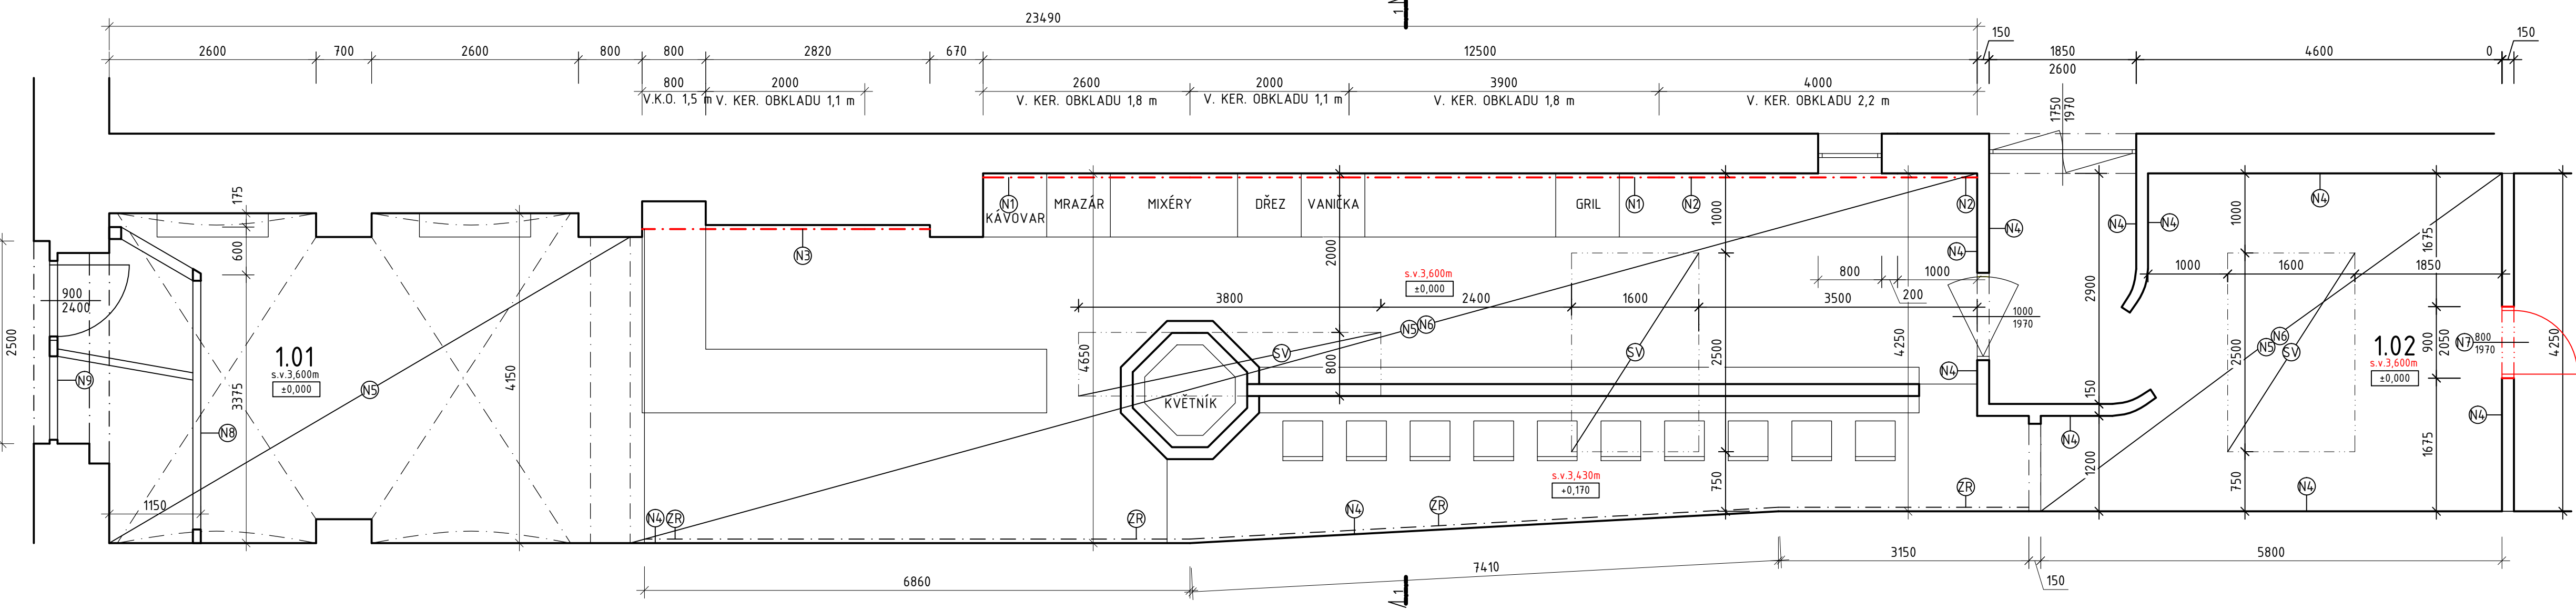 1
23490
2600 700 2600 800 800 2820 670 12500 150 1850 4600 0 150
2600
800 2000 2600 2000 3900 4000
V.K.O. 1,5 m V. KER. OBKLADU 1,1 m V. KER. OBKLADU 1,8 m V. KER. OBKLADU 1,1 m V. KER. OBKLADU 1,8 m V. KER. OBKLADU 2,2 m
1750
1970
175
600
3375
N1 N1 N2 N2 N4 N4 N4 N4
KÁVOVAR MRAZÁR MIXÉRY DŘEZ VANIČKA GRIL
N3
N4
2000
1000
1000
1675
s.v.3,600m
±0,000
800 1000
200
1000 1600 1850
900
2400
2500
3800 2400 1600 3500
2900
1000
1970
N5 N6
N5 N6
SV SV SV
1.01
s.v.3,600m
±0,000
N5
4150
4650
800
2500
4250
2500
1.02
s.v.3,600m
±0,000
900
2050
N7
800
1970
4250
N9
N8
KVĚTNÍK
N4
N4
N4
150
1200
1675
750
750
s.v.3,430m
+0,170
1150
N4 ZR ZR N4 ZR ZR N4
6860 7410 3150 150 5800
1